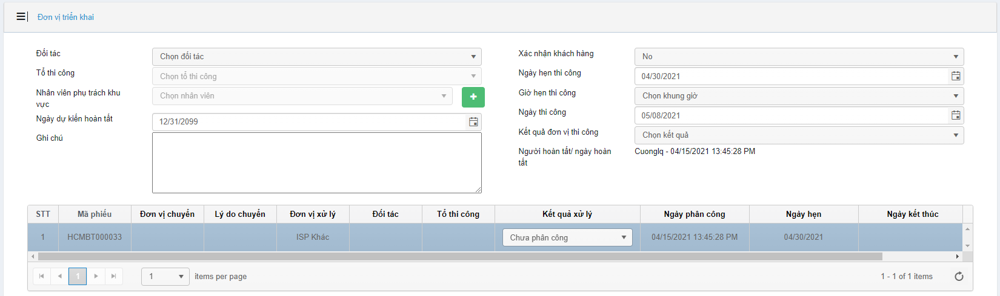 Đơn vị triển khai
Đối tác
Chọn đối tác
Tổ thi công
Chọn tổ thi công
Nhân viên phụ trách khu
vực
Chọn nhân viên
Ngày dự kiến hoàn tất
12/31/2099
Ghi chú
Xác nhận khách hàng
No
Ngày hẹn thi công
04/30/2021
Giờ hẹn thi công
Chọn khung giờ
Ngày thi công
05/08/2021
Kết quả đơn vị thi công
Chọn kết quả
Người hoàn tất/ ngày hoàn
tất
Cuonglq - 04/15/2021 13:45:28 PM
STT Mã phiếu Đơn vị chuyển Lý do chuyển Đơn vị xử lý Đối tác Tổ thi công Kết quả xử lý Ngày phân công Ngày hẹn Ngày kết thúc
1 HCMBT000033 ISP Khác Chưa phân công 04/15/2021 13:45:28 PM 04/30/2021
1 1 items per page 1 - 1 of 1 items